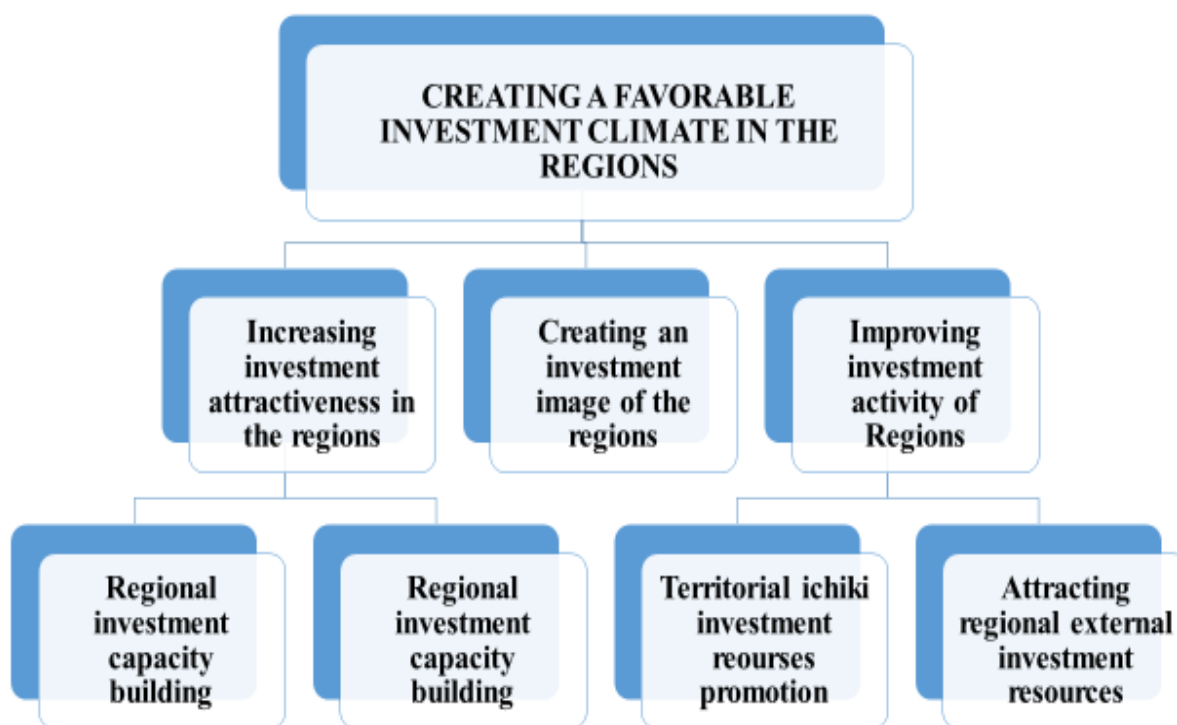 CREATING A FAVORABLE
INVESTMENT CLIMATE IN THE
REGIONS
Increasing
investment
attractiveness in
the regions
Creating an
investment
image of the
regions
Improving
investment
activity of
Regions
Regional
investment
capacity
building
Regional
investment
capacity
building
Territorial ichiki
investment
reourses
promotion
Attracting
regional external
investment
resources